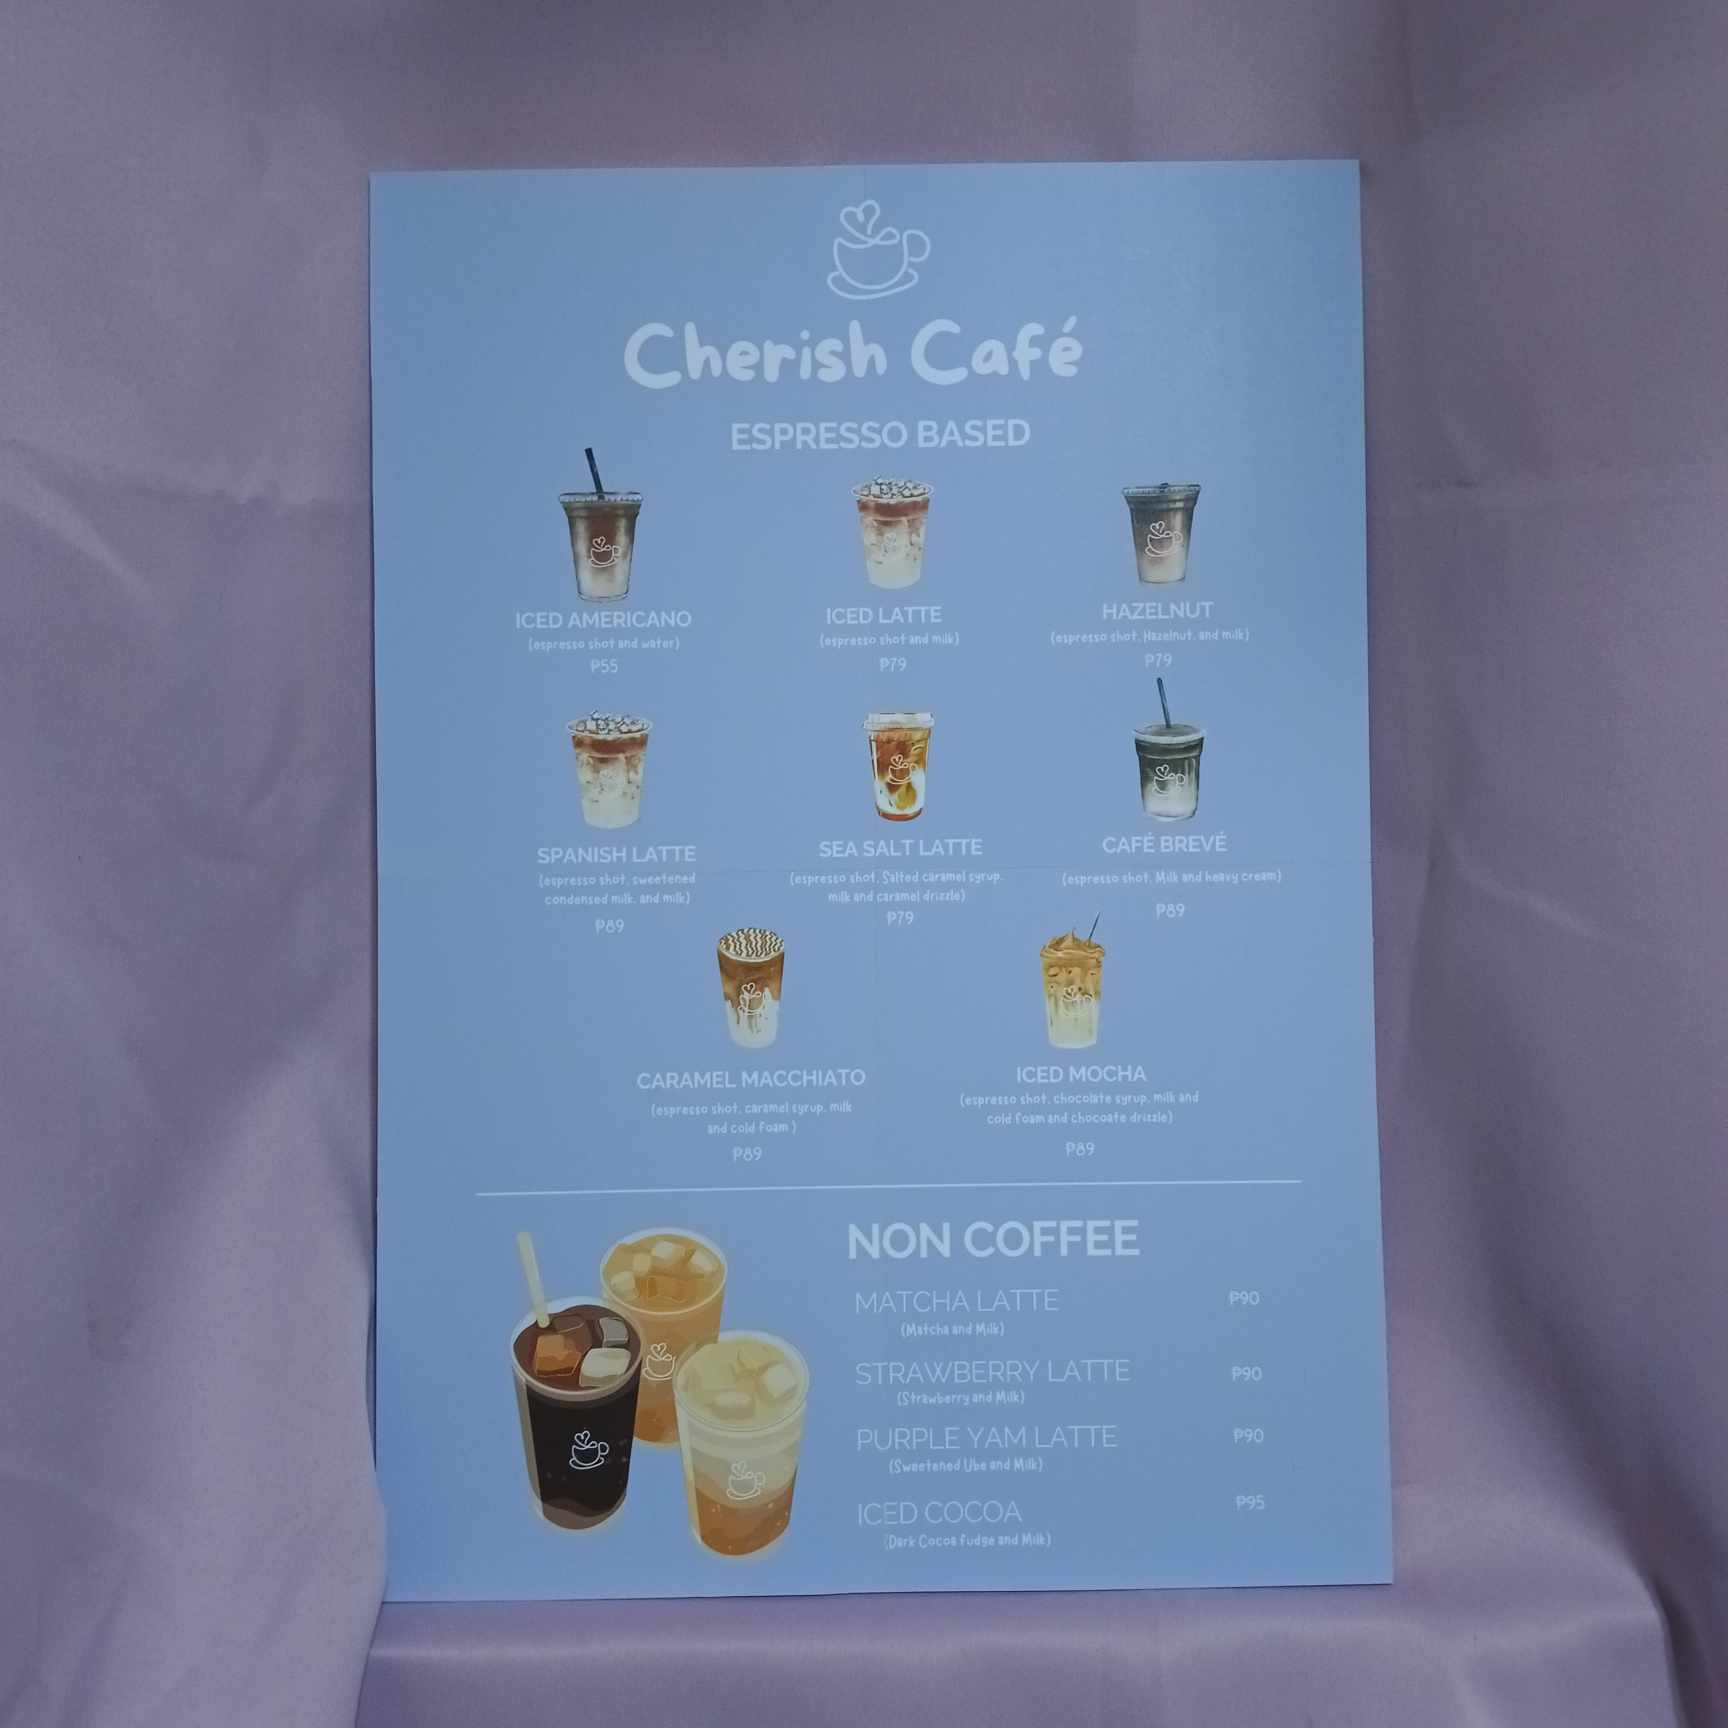 Cherish Café
ESPRESSO BASED
ICED AMERICANO
(espresso shot and water)
₱55
ICED LATTE
(espresso shot and milk)
₱79
HAZELNUT
(espresso shot, Hazelnut, and milk)
₱79
SPANISH LATTE
(espresso shot, sweetened
condensed milk, and milk)
₱89
SEA SALT LATTE
(espresso shot, Salted caramel syrup,
milk and caramel drizzle)
₱79
CAFÉ BREVÉ
(espresso shot, Milk and heavy cream)
₱89
CARAMEL MACCHIATO
(espresso shot, caramel syrup, milk
and cold foam )
₱89
ICED MOCHA
(espresso shot, chocolate syrup, milk and
cold foam and chocoate drizzle)
₱89
NON COFFEE
MATCHA LATTE ₱90
(Matcha and Milk)
STRAWBERRY LATTE ₱90
(Strawberry and Milk)
PURPLE YAM LATTE ₱90
(Sweetened Ube and Milk)
ICED COCOA ₱95
(Dark Cocoa fudge and Milk)